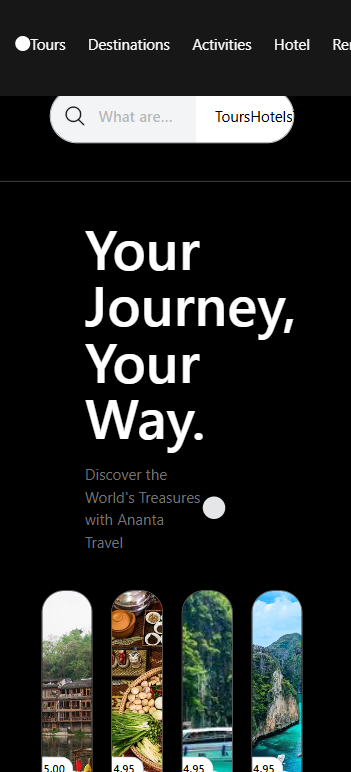 Tours Destinations Activities Hotel
What are... ToursHotels
Your
Journey,
Your
Way.
Discover the
World's Treasures
with Ananta
Travel
5.00 4.95 4.95 4.95